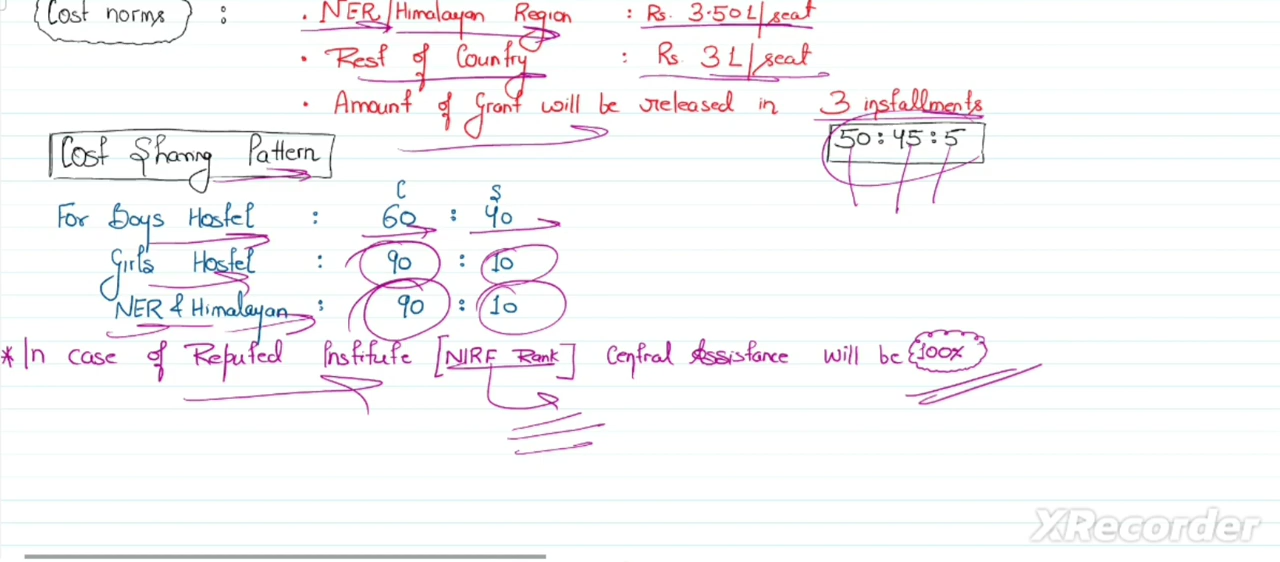 Cost norms : . NER/Himalayan Region : Rs. 3.50L/seat
. Rest of Country : Rs. 3L/seat
. Amount of Grant will be released in 3 installments
50:45:5
Cost Sharing Pattern
C S
For Boys Hostel : 60 : 40
Girls Hostel : 90 : 10
NER & Himalayan : 90 : 10
*In case of Reputed Institute [NIRF Rank] Central Assistance will be 100%
XRecorder